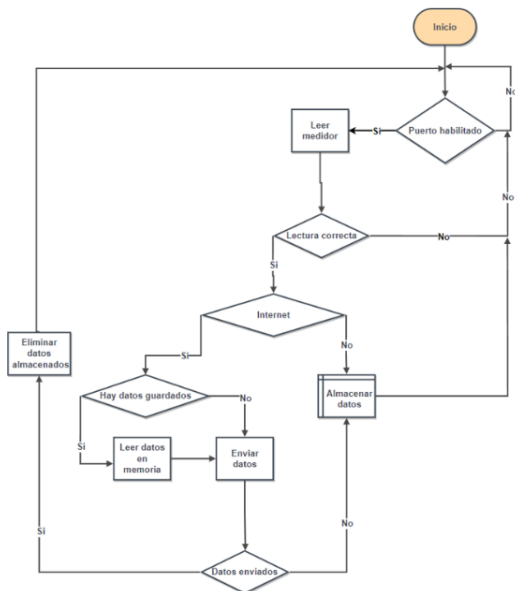 Inicio
No
Puerto habilitado
Si
Leer
medidor
No
Lectura correcta
No
Si
Internet
Eliminar
datos
almacenados
Si
No
Hay datos guardados
Almacenar
datos
No
Si
Leer datos
en
memoria
Enviar
datos
Si
No
Datos enviados